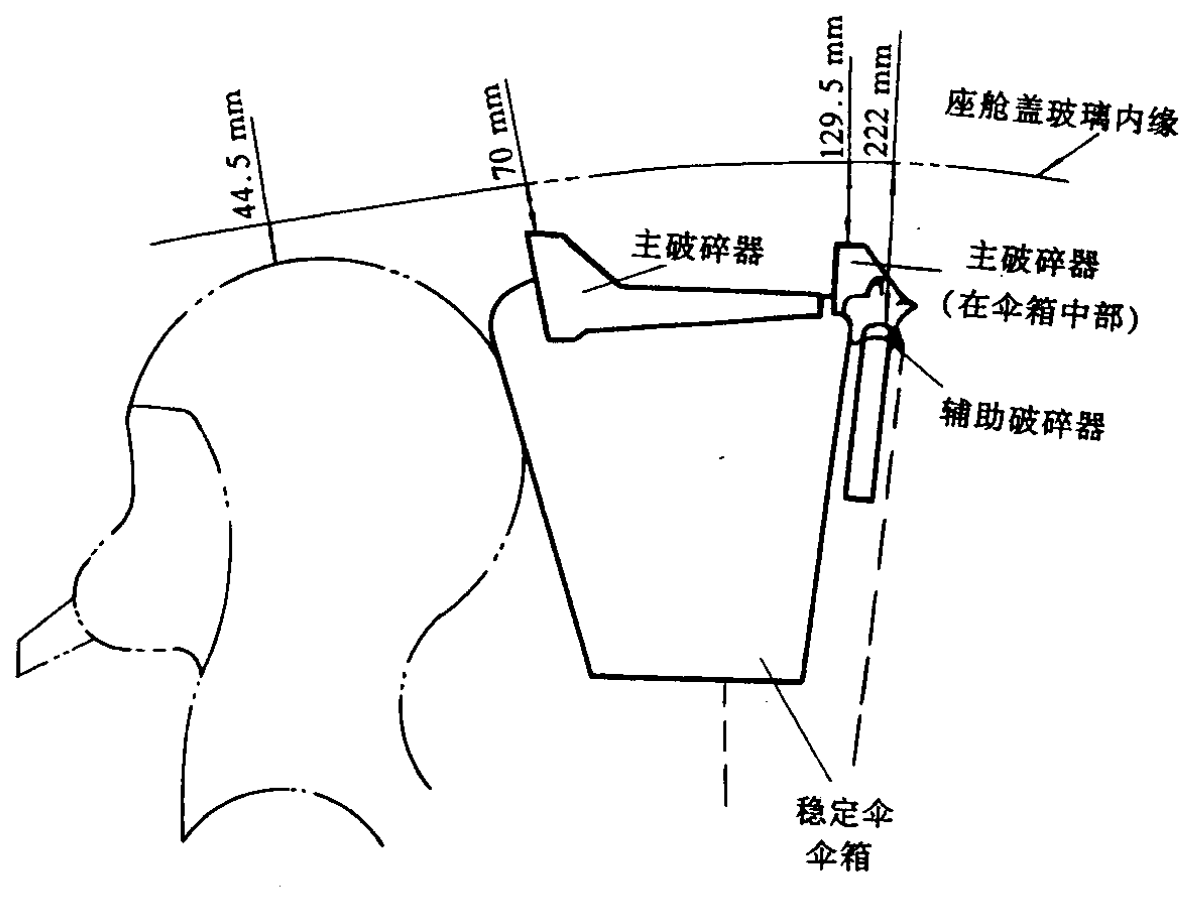 44.5 mm
70 mm
129.5 mm
222 mm
座舱盖玻璃内缘
主破碎器
主破碎器
(在伞箱中部)
辅助破碎器
稳定伞
伞箱